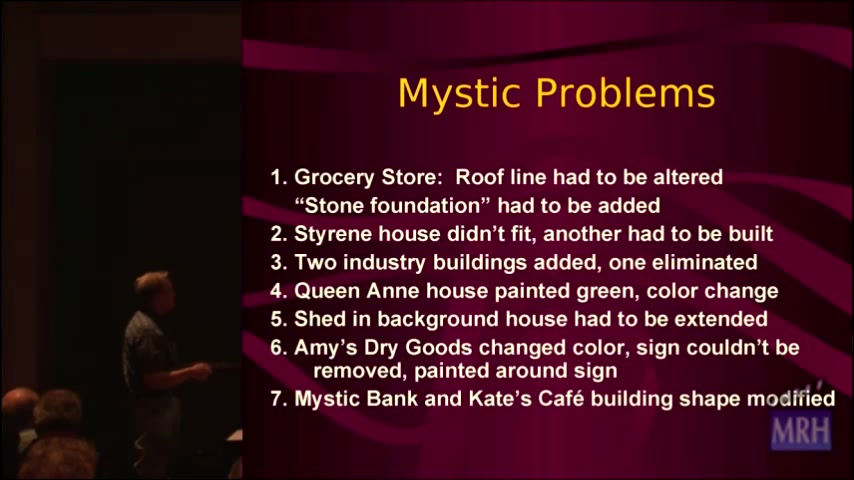 Mystic Problems
1. Grocery Store: Roof line had to be altered
“Stone foundation” had to be added
2. Styrene house didn’t fit, another had to be built
3. Two industry buildings added, one eliminated
4. Queen Anne house painted green, color change
5. Shed in background house had to be extended
6. Amy’s Dry Goods changed color, sign couldn’t be
removed, painted around sign
7. Mystic Bank and Kate’s Café building shape modified
MRH